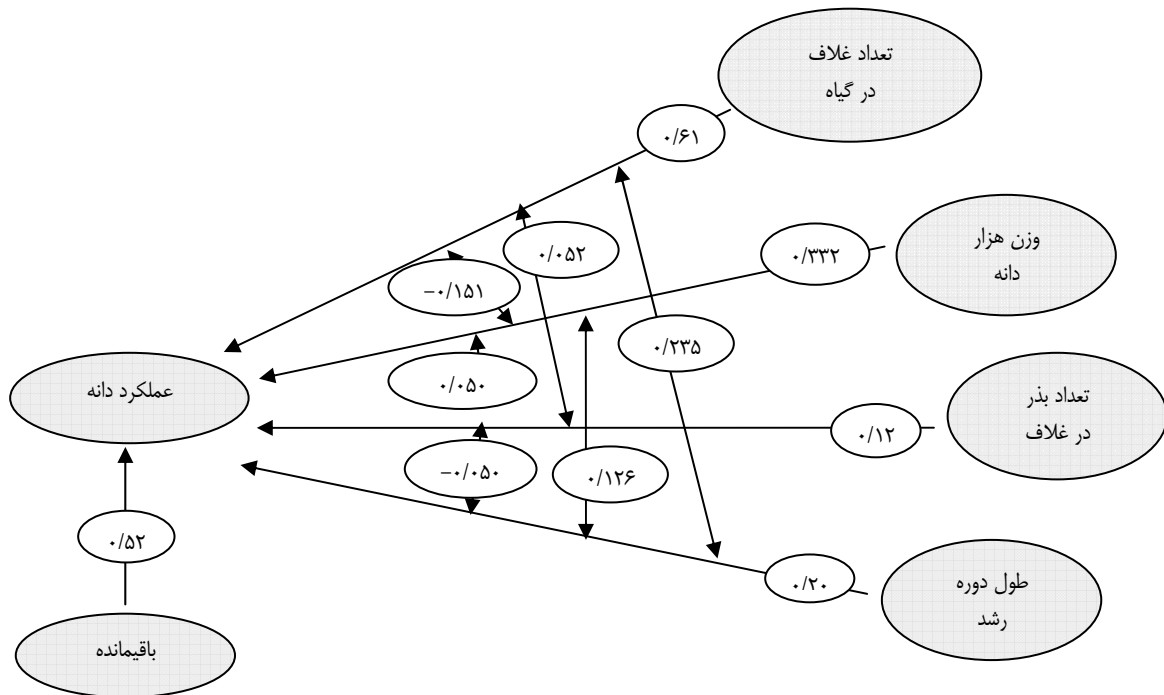 تعداد غلاف
در گیاه
۰/۶۱
وزن هزار
دانه
۰/۳۳۲
۰/۰۵۲
-۰/۱۵۱
۰/۲۳۵
عملکرد دانه
۰/۰۵۰
تعداد بذر
در غلاف
۰/۱۲
-۰/۰۵۰
۰/۱۲۶
۰/۵۲
طول دوره
رشد
۰/۲۰
باقیمانده